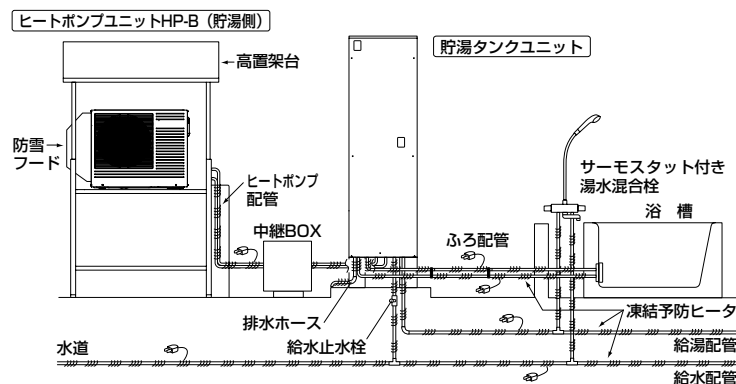 ヒートポンプユニットHP-B(貯湯側)
貯湯タンクユニット
高置架台
防雪
フード
ヒートポンプ
配管
サーモスタット付き
湯水混合栓
浴 槽
中継BOX
ふろ配管
排水ホース
給水止水栓
凍結予防ヒータ
水道
給湯配管
給水配管